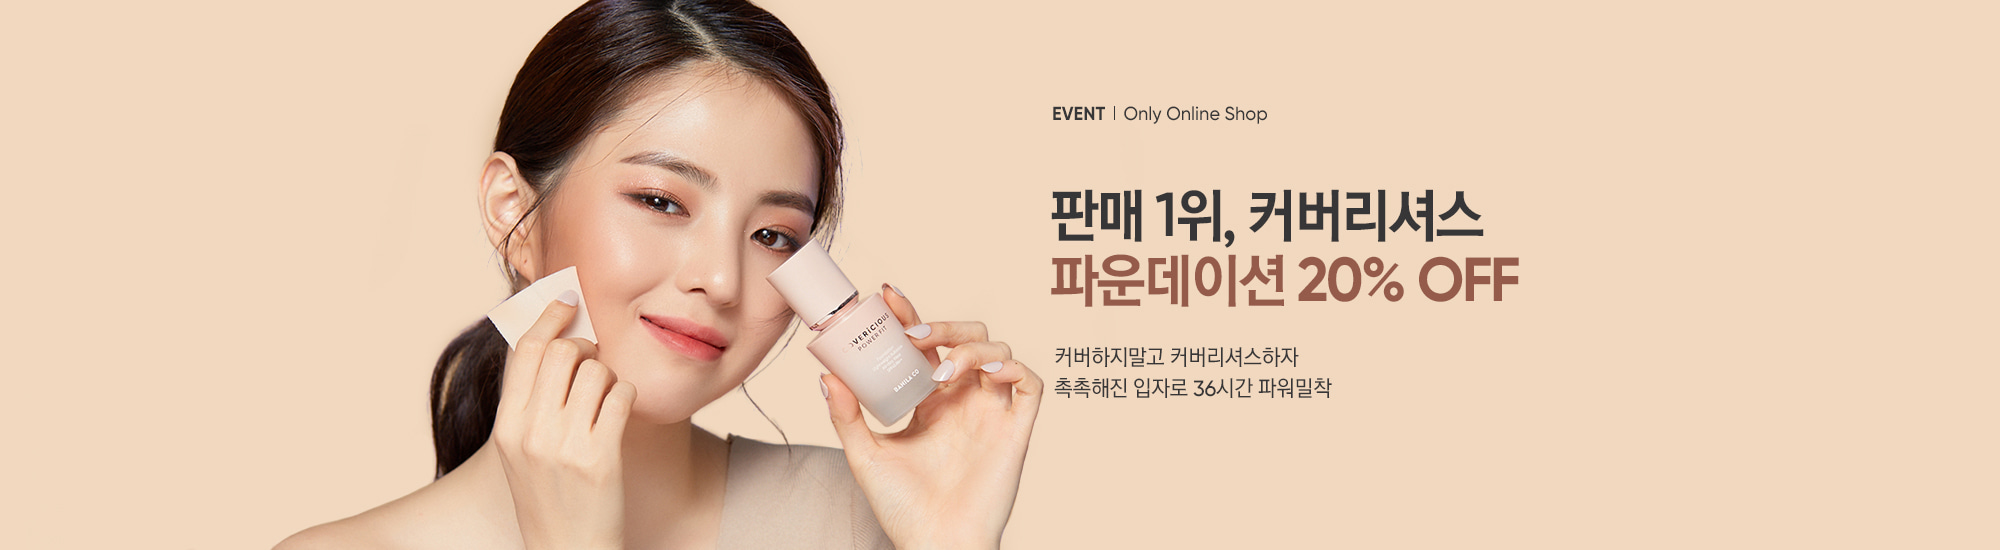 EVENT | Only Online Shop
판매 1위, 커버리셔스
파운데이션 20% OFF
커버하지말고 커버리셔스하자
촉촉해진 입자로 36시간 파워밀착
COVERICIOUS
POWER FIT
BANILA CO